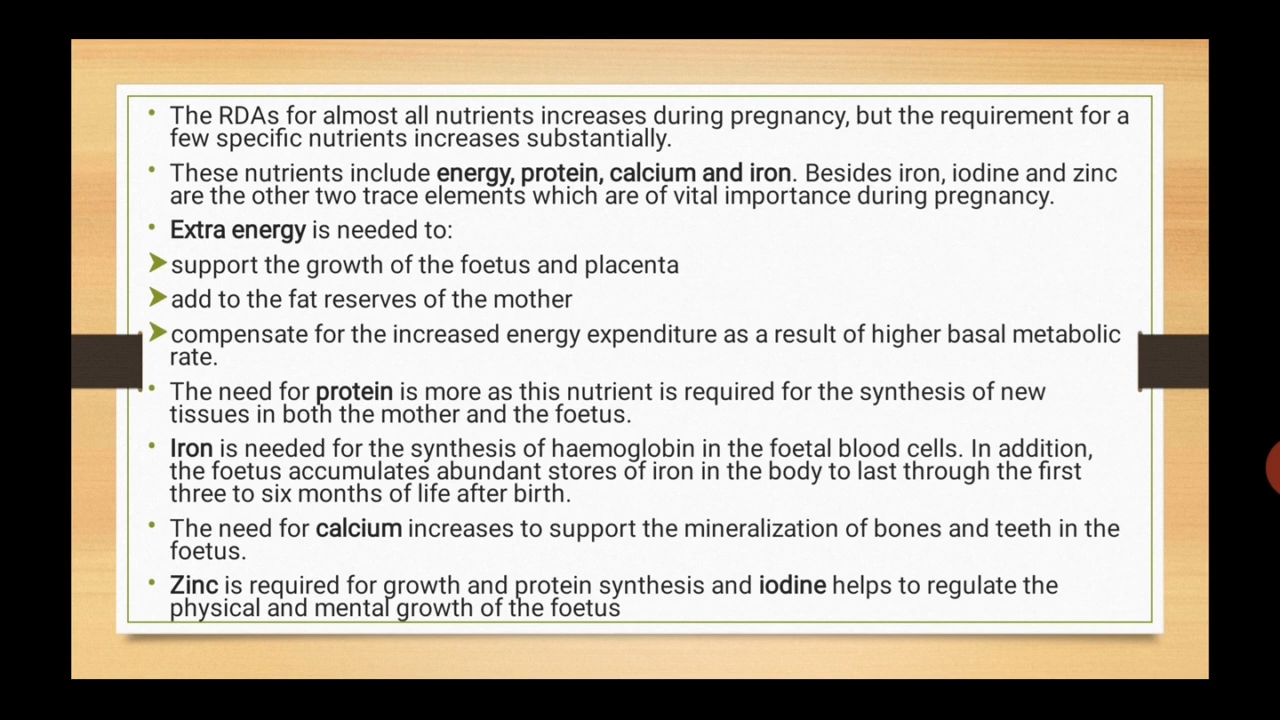 • The RDAs for almost all nutrients increases during pregnancy, but the requirement for a
few specific nutrients increases substantially.
• These nutrients include energy, protein, calcium and iron. Besides iron, iodine and zinc
are the other two trace elements which are of vital importance during pregnancy.
• Extra energy is needed to:
➤support the growth of the foetus and placenta
➤add to the fat reserves of the mother
➤compensate for the increased energy expenditure as a result of higher basal metabolic
rate.
• The need for protein is more as this nutrient is required for the synthesis of new
tissues in both the mother and the foetus.
• Iron is needed for the synthesis of haemoglobin in the foetal blood cells. In addition,
the foetus accumulates abundant stores of iron in the body to last through the first
three to six months of life after birth.
• The need for calcium increases to support the mineralization of bones and teeth in the
foetus.
• Zinc is required for growth and protein synthesis and iodine helps to regulate the
physical and mental growth of the foetus